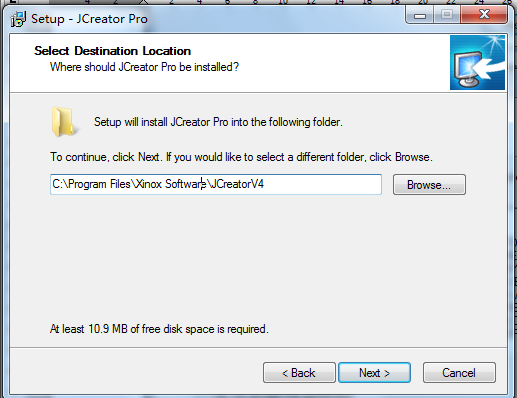 Setup - JCreator Pro
Select Destination Location
Where should JCreator Pro be installed?
Setup will install JCreator Pro into the following folder.
To continue, click Next. If you would like to select a different folder, click Browse.
C:\Program Files\Xinox Software\JCreatorV4
Browse...
At least 10.9 MB of free disk space is required.
< Back
Next >
Cancel